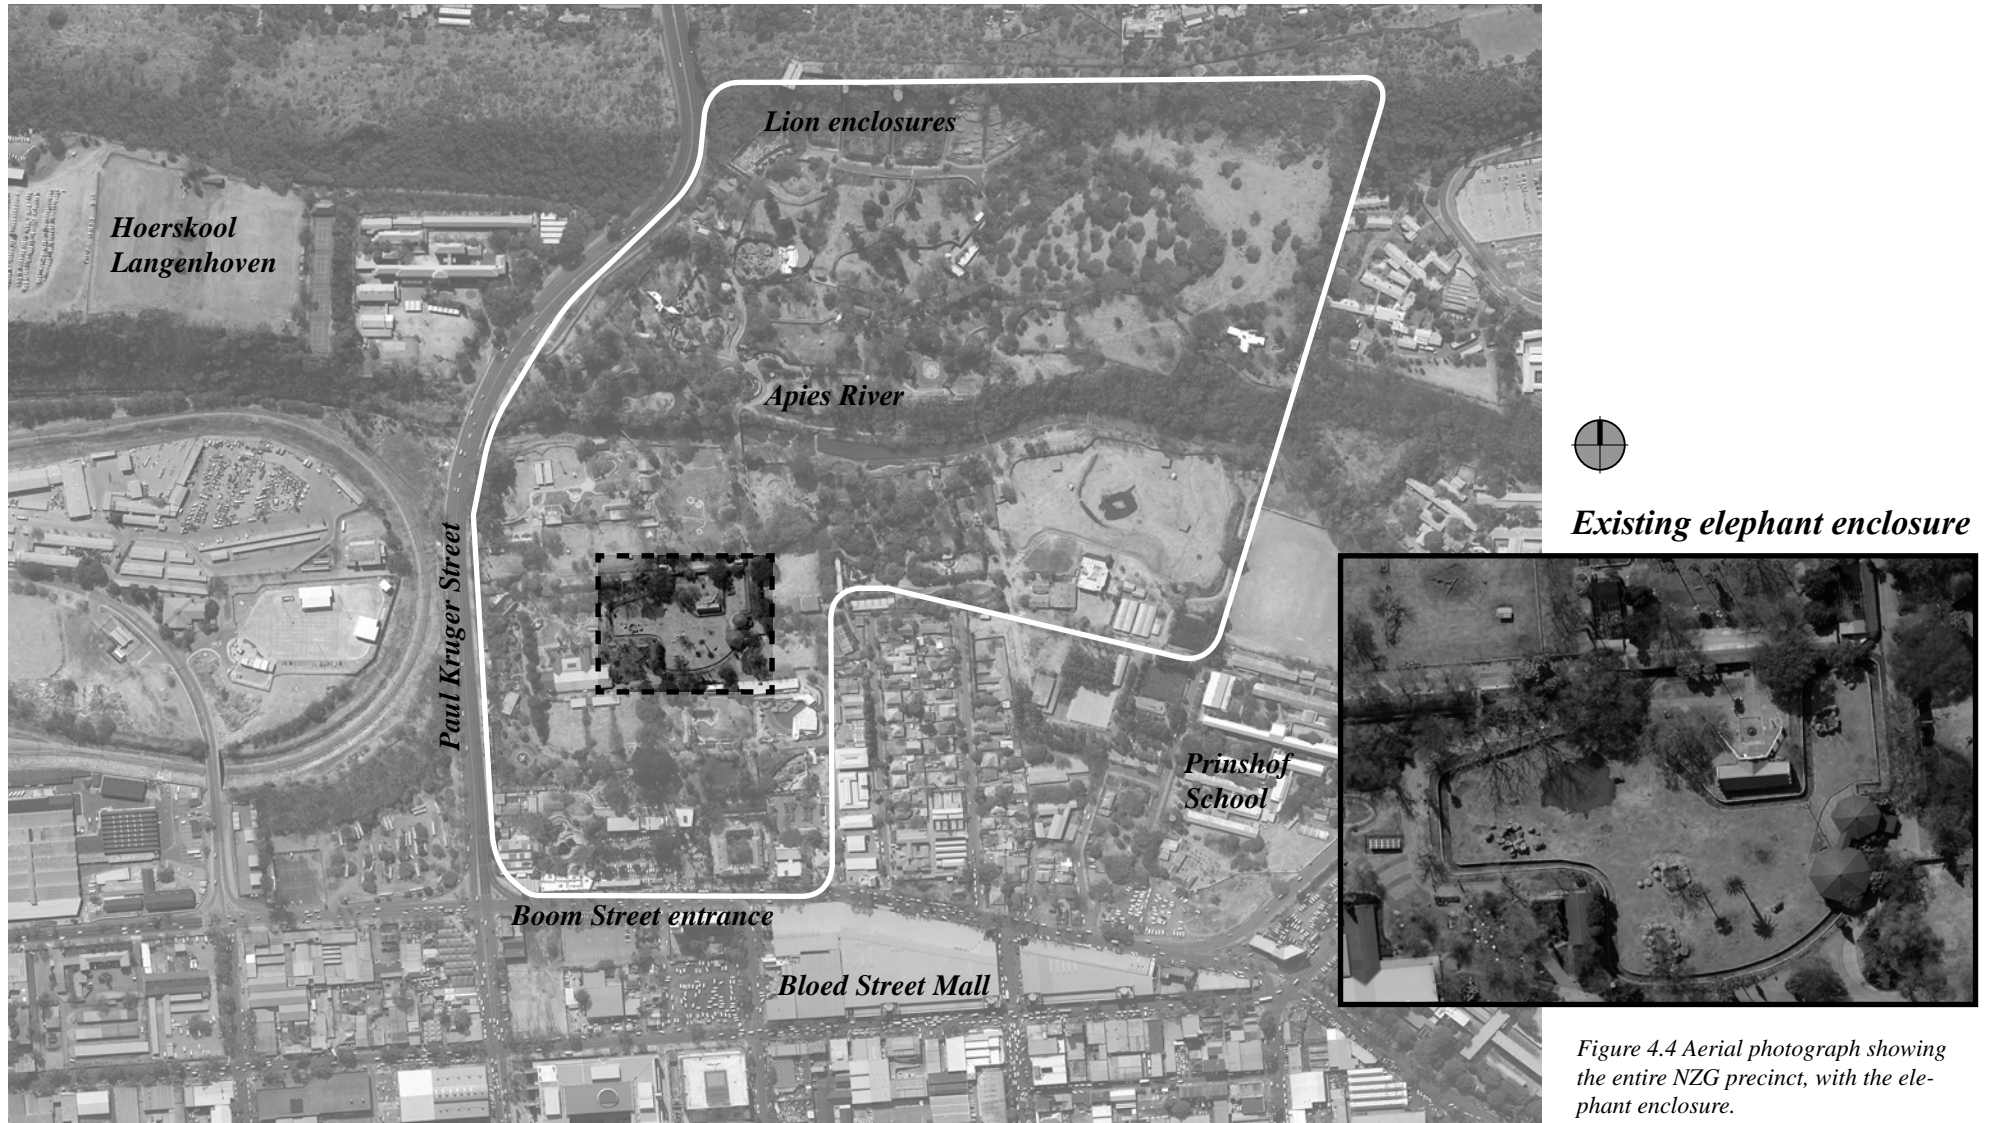 Lion enclosures
Hoerskool
Langenhoven
Apies River
Paul Kruger Street
Existing elephant enclosure
Prinshof
School
Boom Street entrance
Bloed Street Mall
Figure 4.4 Aerial photograph showing
the entire NZG precinct, with the ele-
phant enclosure.